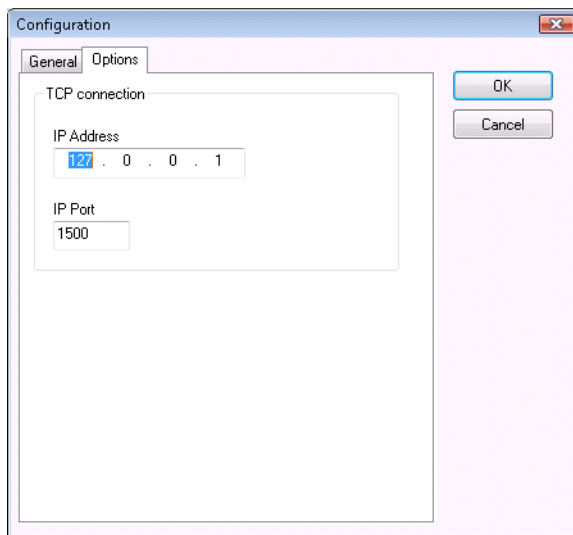 Configuration
General Options
TCP connection
OK
Cancel
IP Address
127 . 0 . 0 . 1
IP Port
1500